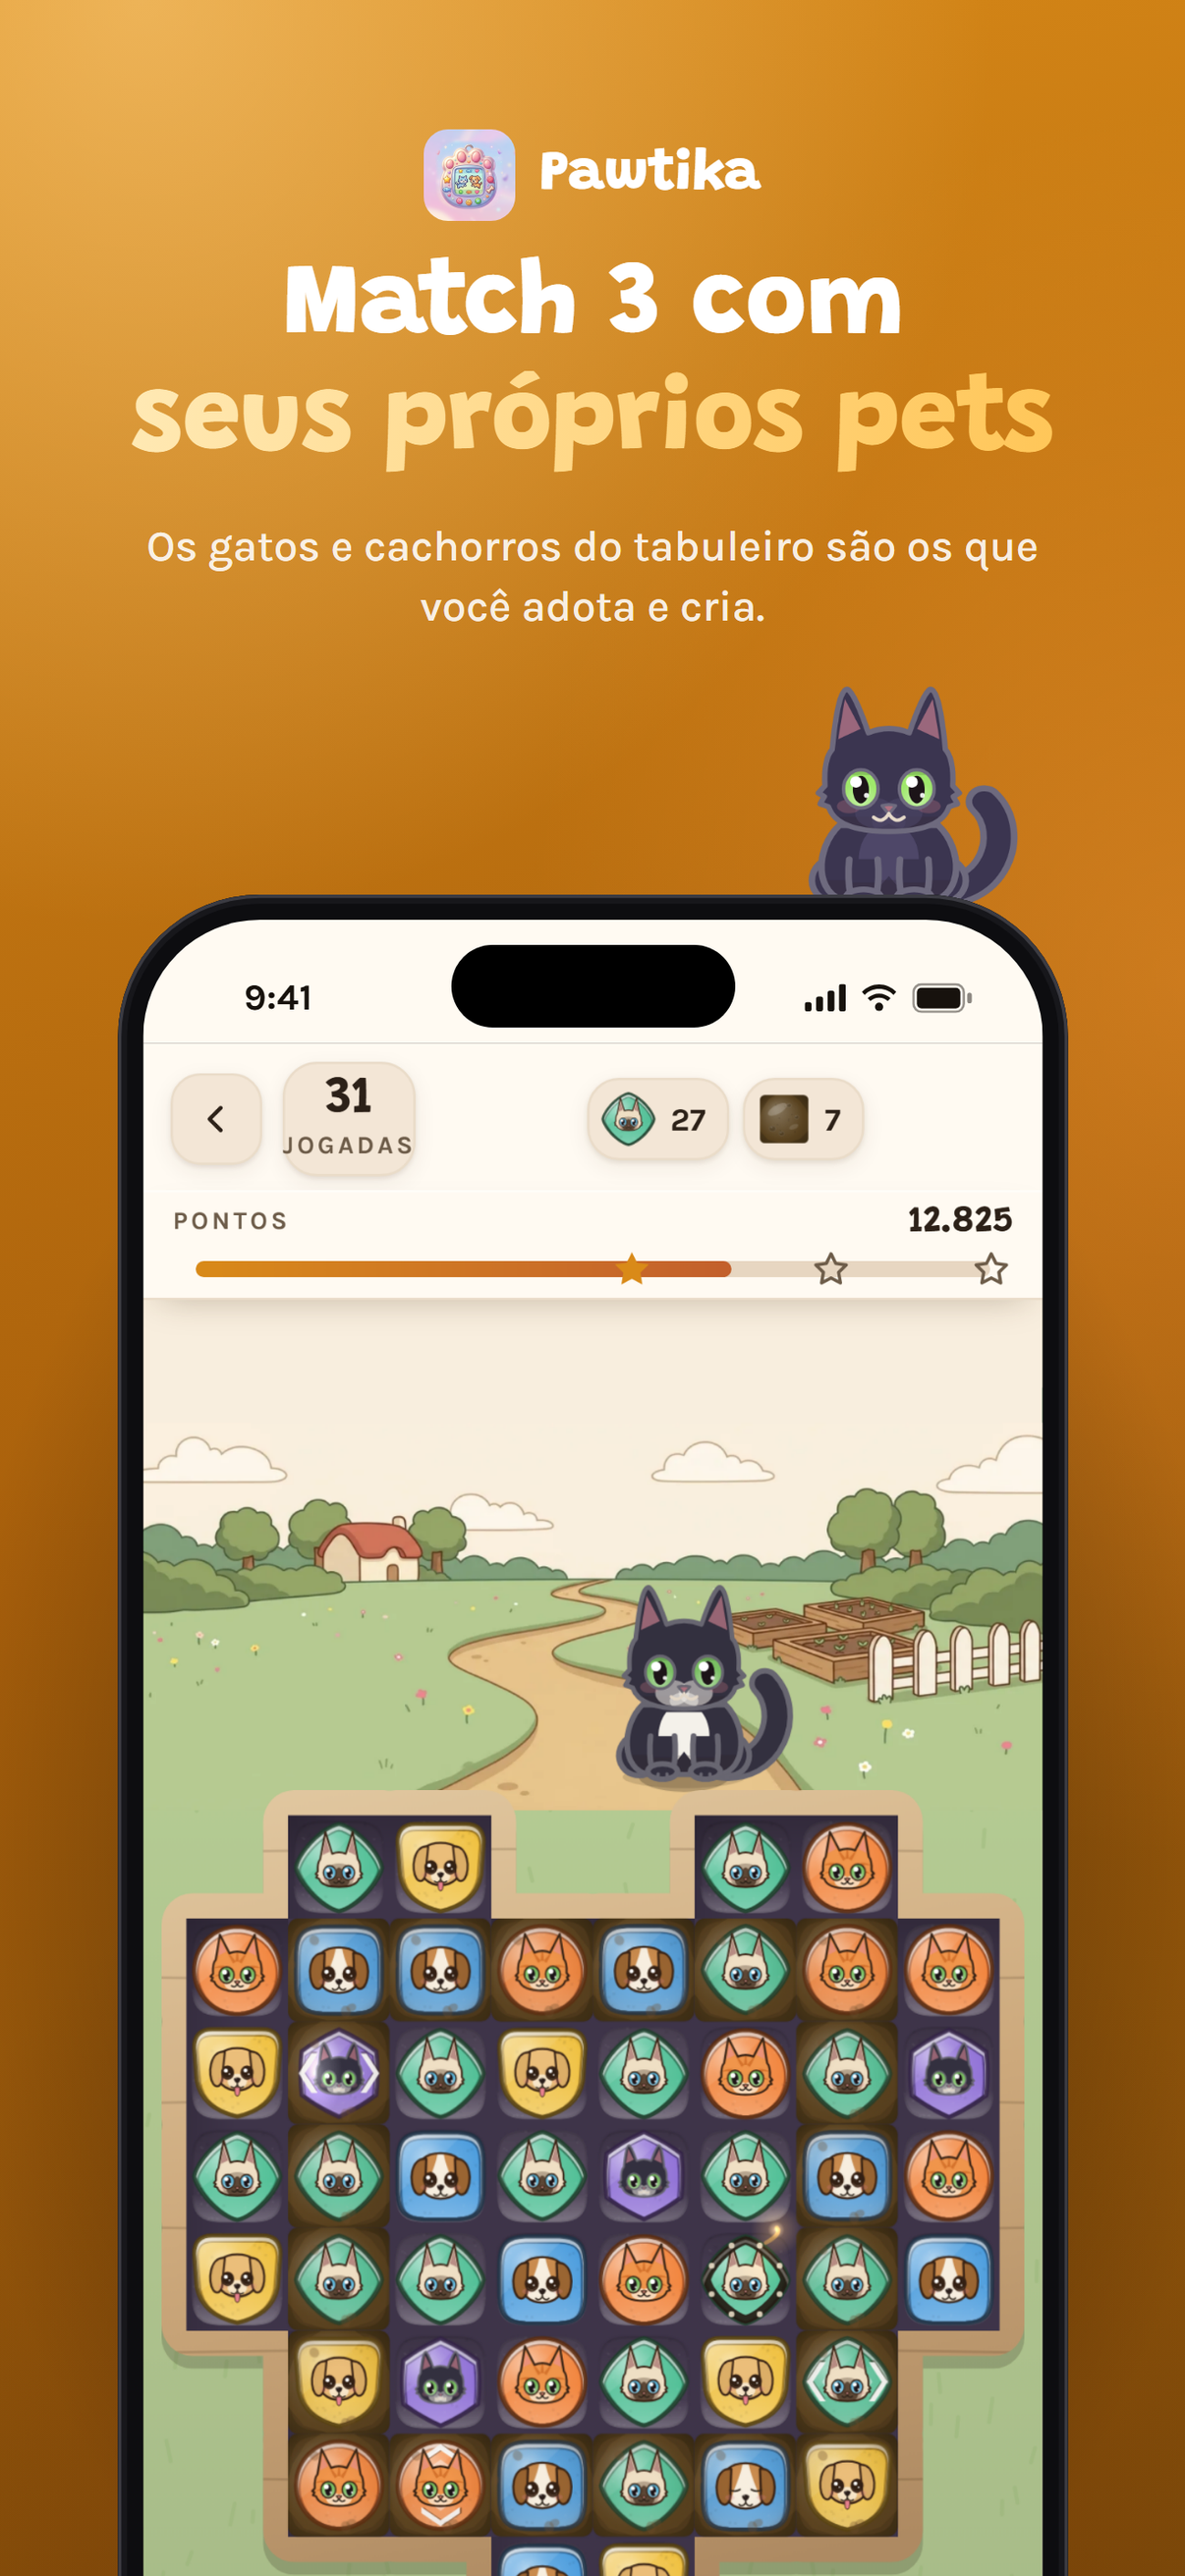 Pawtika
Match 3 com
seus próprios pets
Os gatos e cachorros do tabuleiro são os que
você adota e cria.
9:41
31
JOGADAS
27
7
PONTOS
12.825